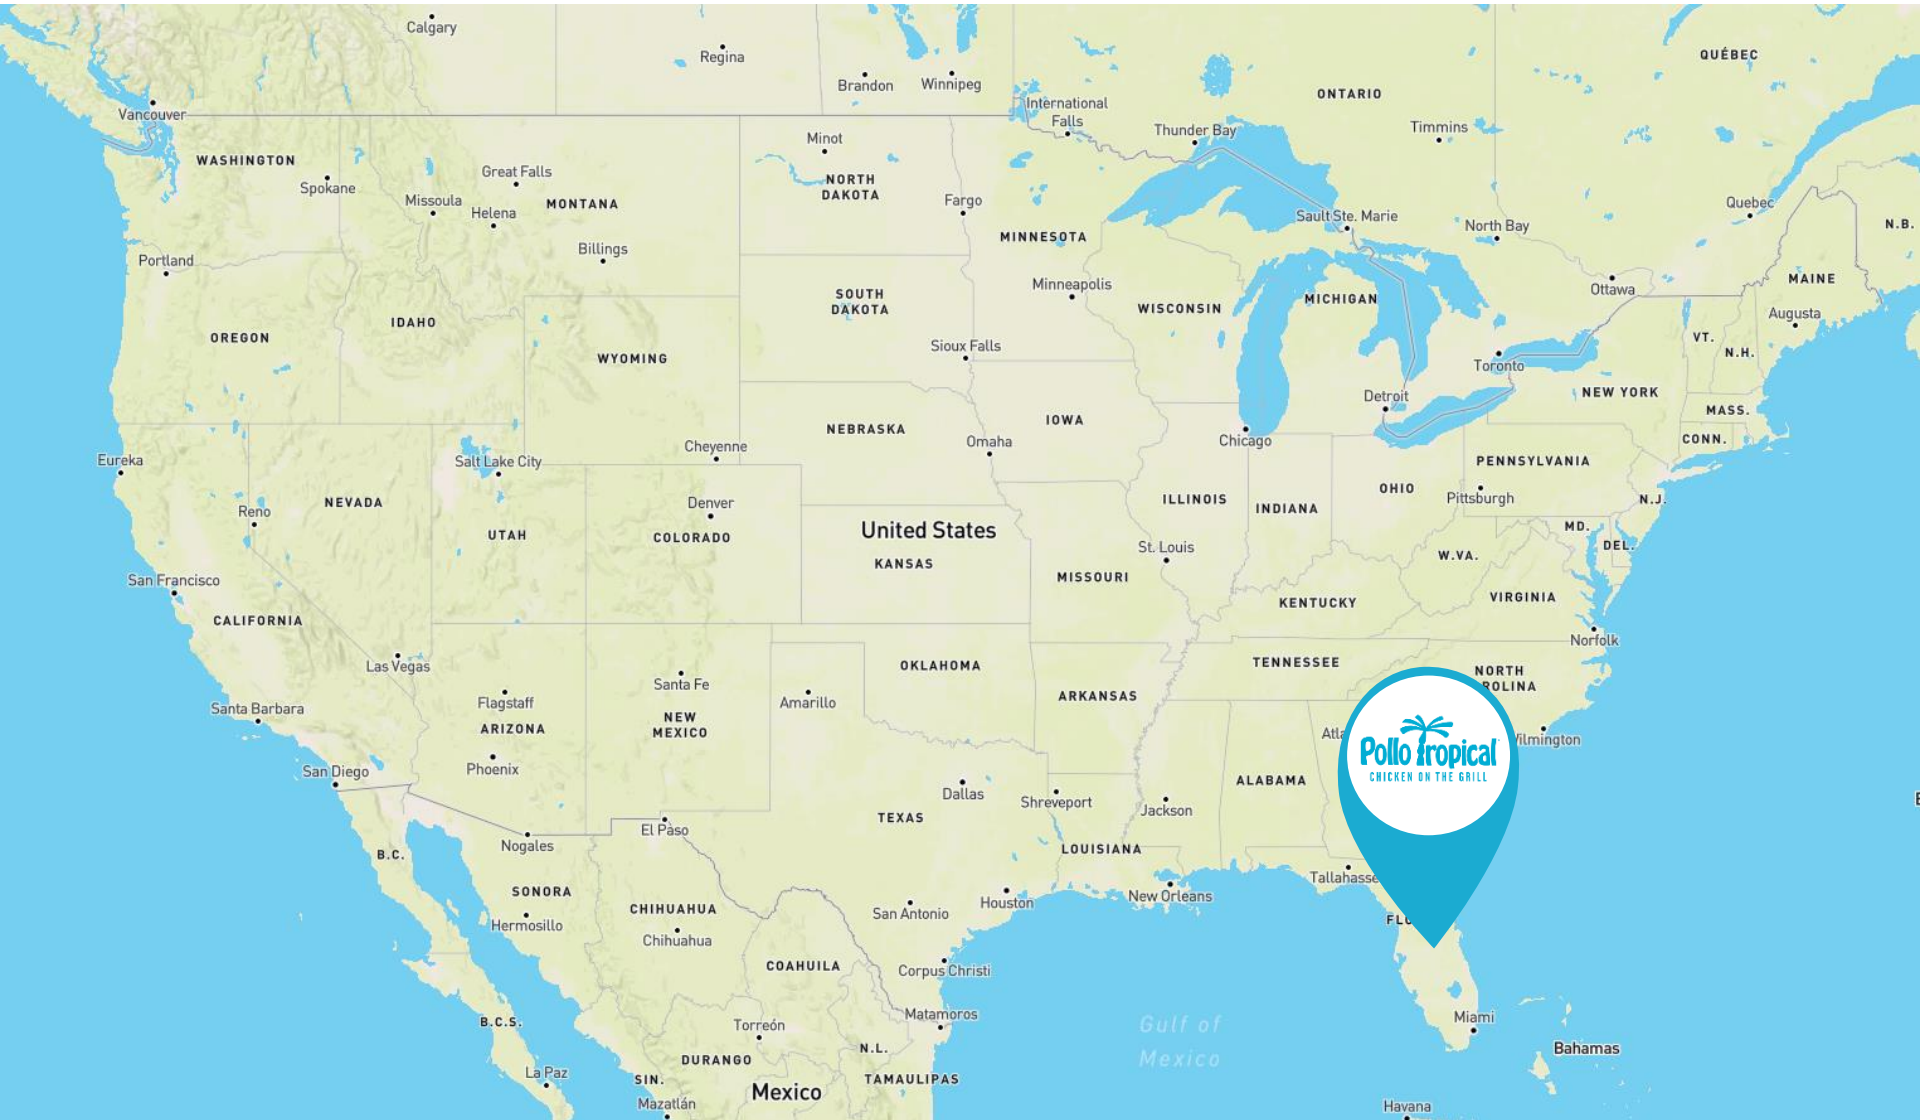 Calgary
Regina
Brandon
Winnipeg
QUÉBEC
ONTARIO
International
Falls
Vancouver
Thunder Bay
Timmins
Minot
WASHINGTON
Spokane
Great Falls
MONTANA
NORTH
DAKOTA
Missoula
Helena
Fargo
Quebec
Sault Ste. Marie
North Bay
N.B.
MINNESOTA
Billings
Portland
MAINE
Minneapolis
Ottawa
SOUTH
DAKOTA
WISCONSIN
MICHIGAN
Augusta
IDAHO
OREGON
VT.
N.H.
Sioux Falls
WYOMING
Toronto
Detroit
NEW YORK
MASS.
IOWA
NEBRASKA
Omaha
Chicago
CONN.
Cheyenne
Eureka
Salt Lake City
PENNSYLVANIA
OHIO
Pittsburgh
N.J.
NEVADA
Denver
ILLINOIS
INDIANA
Reno
UTAH
COLORADO
United States
MD.
DEL.
St. Louis
W.VA.
KANSAS
MISSOURI
San Francisco
KENTUCKY
VIRGINIA
CALIFORNIA
Norfolk
Las Vegas
OKLAHOMA
TENNESSEE
NORTH
ROLINA
Santa Fe
Flagstaff
Amarillo
ARKANSAS
Santa Barbara
ARIZONA
NEW
MEXICO
Atla
Wilmington
Pollo Tropical
CHICKEN ON THE GRILL
San Diego
Phoenix
ALABAMA
Dallas
Shreveport
Jackson
TEXAS
El Paso
Nogales
B.C.
LOUISIANA
Tallahasse
SONORA
CHIHUAHUA
Houston
New Orleans
San Antonio
Hermosillo
Chihuahua
FLO
COAHUILA
Corpus Christi
B.C.S.
Torreón
Matamoros
Gulf of
Mexico
Miami
N.L.
Bahamas
DURANGO
La Paz
SIN.
Mexico
TAMAULIPAS
Mazatlán
Havana